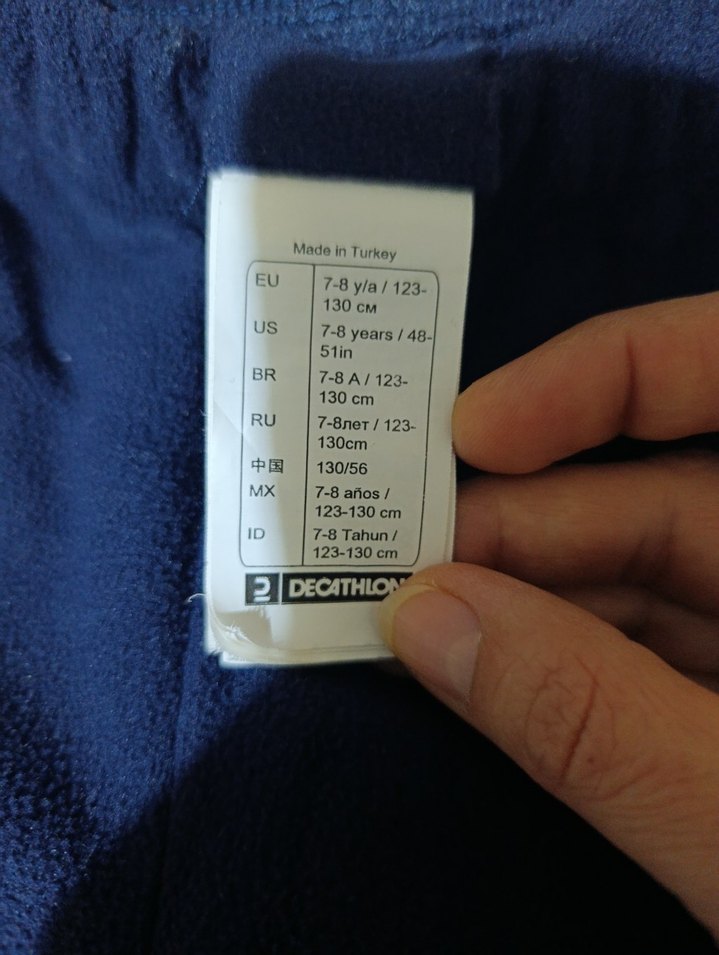 Made in Turkey
EU 7-8 y/a / 123-
130 см
US 7-8 years / 48-
51in
BR 7-8 A / 123-
130 cm
RU 7-8лет / 123-
130cm
中国 130/56
MX 7-8 años /
123-130 cm
ID 7-8 Tahun /
123-130 cm
DECATHLON